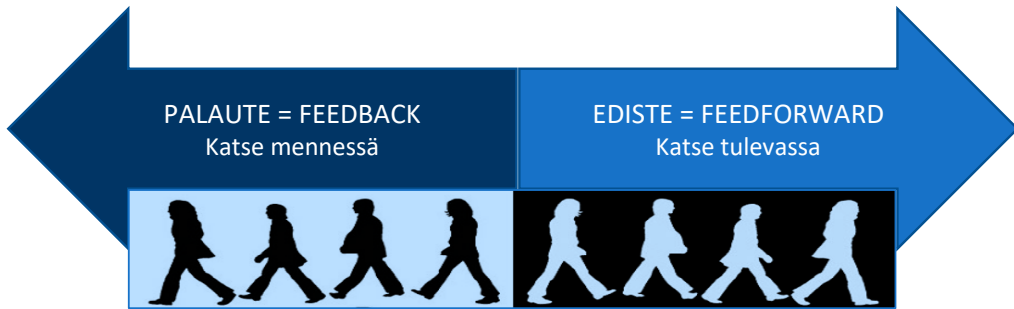 PALAUTE = FEEDBACK
Katse mennessä
EDISTE = FEEDFORWARD
Katse tulevassa